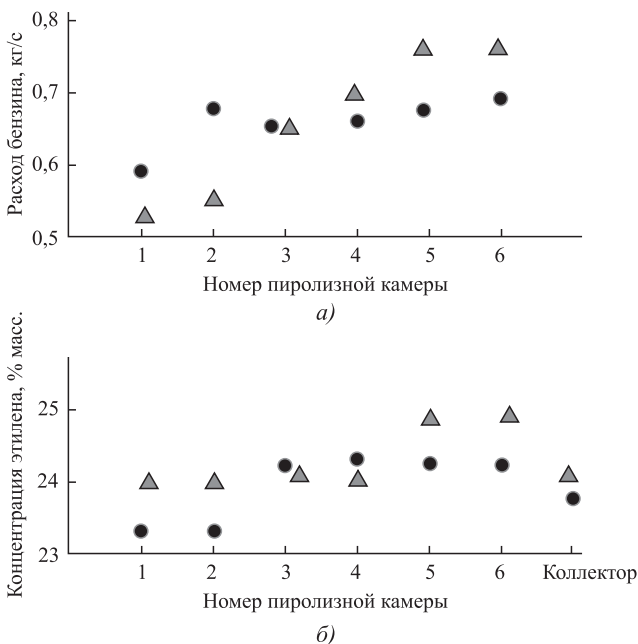 Расход бензина, кг/с
0,8
0,7
0,6
0,5
1 2 3 4 5 6
Номер пиролизной камеры
а)
Концентрация этилена, % масс.
25
24
23
1 2 3 4 5 6 Коллектор
Номер пиролизной камеры
б)